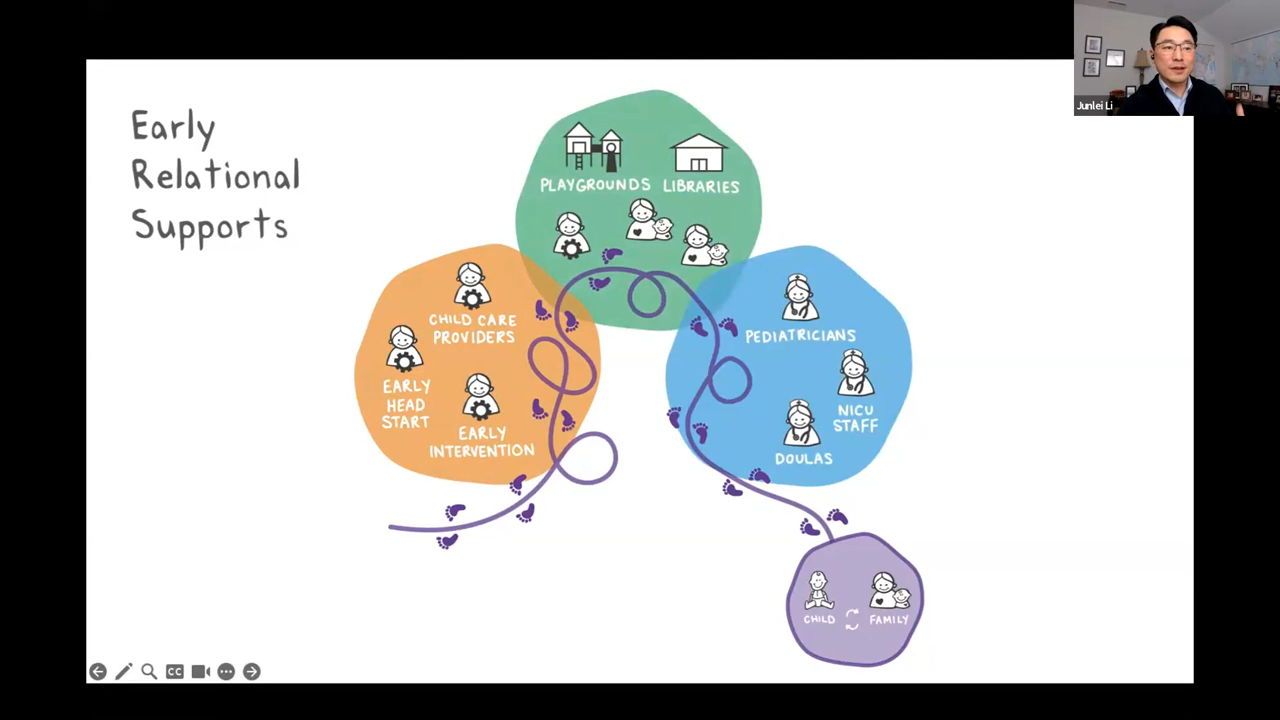 Early
Relational
Supports
PLAYGROUNDS
LIBRARIES
CHILD CARE
PROVIDERS
EARLY
HEAD
START
EARLY
INTERVENTION
PEDIATRICIANS
NICU
STAFF
DOULAS
CHILD
FAMILY
Junlei Li
CC